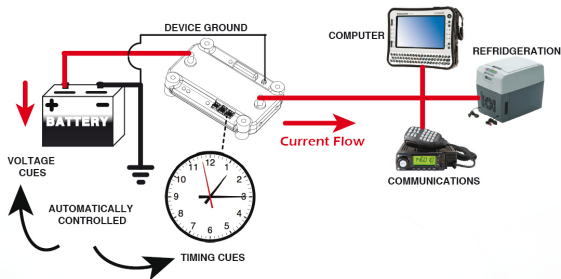 DEVICE GROUND
COMPUTER
REFRIDGERATION
+ -
BATTERY
Current Flow
VOLTAGE
CUES
12
1
2
3
4
5
6
7
8
9
10
11
COMMUNICATIONS
AUTOMATICALLY
CONTROLLED
TIMING CUES